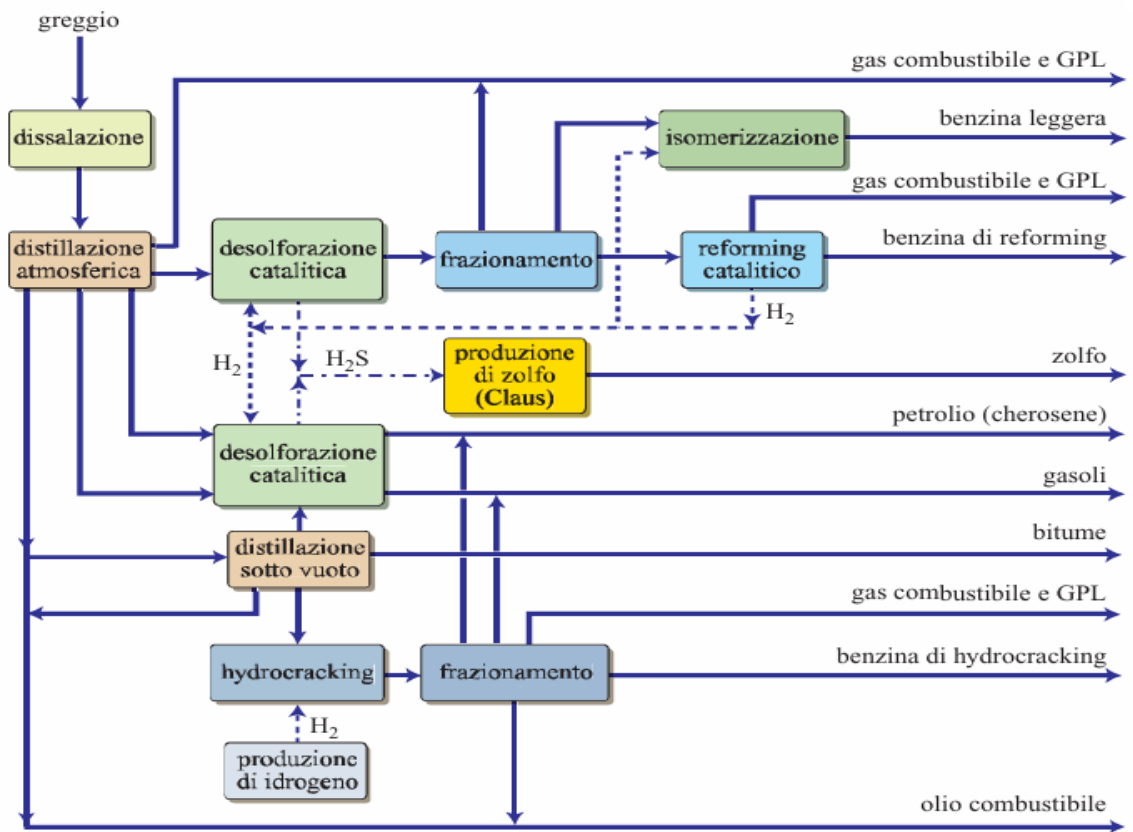 greggio
gas combustibile e GPL
dissalazione
isomerizzazione
benzina leggera
gas combustibile e GPL
distillazione
atmosferica
desolforazione
catalitica
frazionamento
reforming
catalitico
benzina di reforming
H2
H2
H2S
produzione
di zolfo
(Claus)
zolfo
petrolio (cherosene)
desolforazione
catalitica
gasoli
distillazione
sotto vuoto
bitume
gas combustibile e GPL
hydrocracking
frazionamento
benzina di hydrocracking
H2
produzione
di idrogeno
olio combustibile